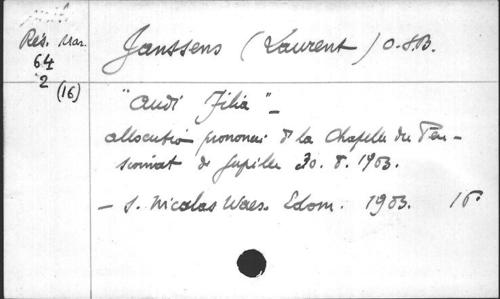 Rés. Mar. Janssens (Laurent) O.S.B.
64
2 (16)
"Audi Filia" –
allocution prononcée à la Chapelle du Pen-
sionnat de Jupille 30. 8. 1903.
– S. Nicolas Waes. Edom. 1903. 16°